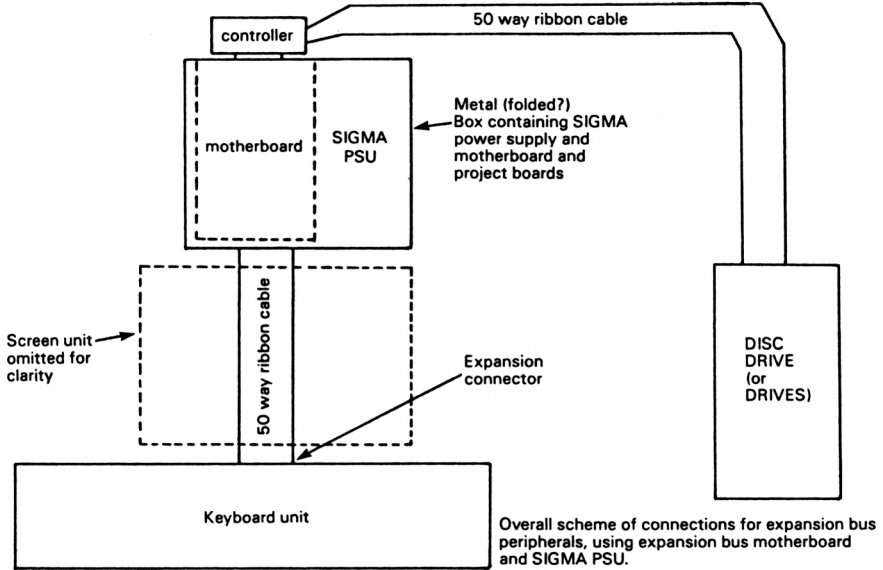 50 way ribbon cable
controller
Metal (folded?)
Box containing SIGMA
power supply and
motherboard and
project boards
motherboard
SIGMA
PSU
Screen unit
omitted for
clarity
50 way ribbon cable
Expansion
connector
DISC
DRIVE
(or
DRIVES)
Keyboard unit
Overall scheme of connections for expansion bus
peripherals, using expansion bus motherboard
and SIGMA PSU.